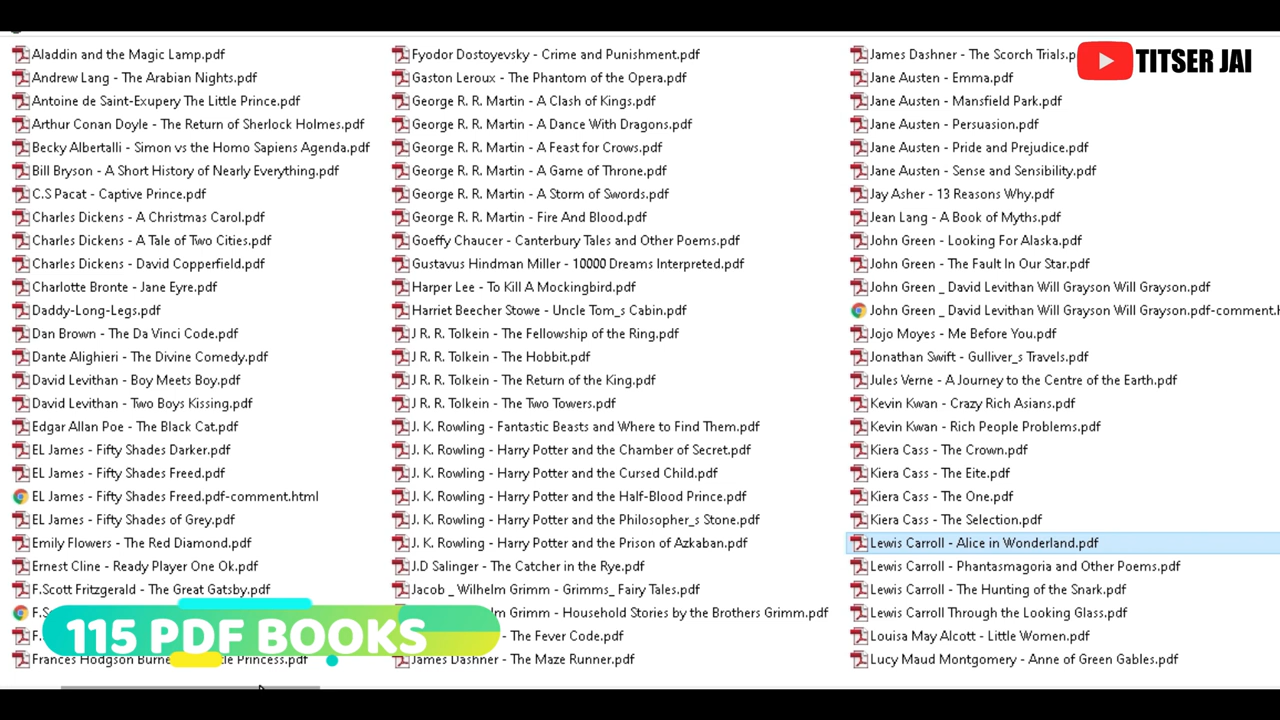 Aladdin and the Magic Lamp.pdf
Andrew Lang - The Arabian Nights.pdf
Antoine de Saint-Exupery The Little Prince.pdf
Arthur Conan Doyle - The Return of Sherlock Holmes.pdf
Becky Albertalli - Simon vs the Homo Sapiens Agenda.pdf
Bill Bryson - A Short History of Nearly Everything.pdf
C.S Pacat - Captive Prince.pdf
Charles Dickens - A Christmas Carol.pdf
Charles Dickens - A Tale of Two Cities.pdf
Charles Dickens - David Copperfield.pdf
Charlotte Bronte - Jane Eyre.pdf
Daddy-Long-Legs.pdf
Dan Brown - The Da Vinci Code.pdf
Dante Alighieri - The Divine Comedy.pdf
David Levithan - Boy Meets Boy.pdf
David Levithan - Two Boys Kissing.pdf
Edgar Allan Poe - The Black Cat.pdf
EL James - Fifty Shades Darker.pdf
EL James - Fifty Shades Freed.pdf
EL James - Fifty Shades Freed.pdf-comment.html
EL James - Fifty Shades of Grey.pdf
Emily Flowers - The Red Diamond.pdf
Ernest Cline - Ready Player One Ok.pdf
F.Scott Fitzgerald - The Great Gatsby.pdf
115 PDF BOOKS
Frances Hodgson Princess.pdf
Fyodor Dostoyevsky - Crime and Punishment.pdf
Gaston Leroux - The Phantom of the Opera.pdf
George R. R. Martin - A Clash of Kings.pdf
George R. R. Martin - A Dance With Dragons.pdf
George R. R. Martin - A Feast for Crows.pdf
George R. R. Martin - A Game of Throne.pdf
George R. R. Martin - A Storm of Swords.pdf
George R. R. Martin - Fire And Blood.pdf
Geoffy Chaucer - Canterbury Tales and Other Poems.pdf
Gustavus Hindman Miller - 10000 Dreams Interpreted.pdf
Harper Lee - To Kill A Mockingbird.pdf
Harriet Beecher Stowe - Uncle Tom_s Cabin.pdf
J. R. R. Tolkein - The Fellowship of the Ring.pdf
J. R. R. Tolkein - The Hobbit.pdf
J. R. R. Tolkein - The Return of the King.pdf
J. R. R. Tolkein - The Two Towers.pdf
J. K. Rowling - Fantastic Beasts and Where to Find Them.pdf
J. K. Rowling - Harry Potter and the Chamber of Secret.pdf
J. K. Rowling - Harry Potter and the Cursed Child.pdf
J. K. Rowling - Harry Potter and the Half-Blood Prince.pdf
J. K. Rowling - Harry Potter and the Philosopher_s Stone.pdf
J. K. Rowling - Harry Potter and the Prison of Azkaban.pdf
J.D Salinger - The Catcher in the Rye.pdf
Jacob _ Wilhelm Grimm - Grimms_ Fairy Tales.pdf
Grimm - Household Stories by the Brothers Grimm.pdf
- The Fever Code.pdf
James Dashner - The Maze Runner.pdf
James Dashner - The Scorch Trials.p
TITSER JAI
Jane Austen - Emma.pdf
Jane Austen - Mansfield Park.pdf
Jane Austen - Persuasion.pdf
Jane Austen - Pride and Prejudice.pdf
Jane Austen - Sense and Sensibility.pdf
Jay Asher - 13 Reasons Why.pdf
Jean Lang - A Book of Myths.pdf
John Green - Looking For Alaska.pdf
John Green - The Fault In Our Star.pdf
John Green _ David Levithan Will Grayson Will Grayson.pdf
John Green _ David Levithan Will Grayson Will Grayson.pdf-comment.h
Jojo Moyes - Me Before You.pdf
Jonathan Swift - Gulliver_s Travels.pdf
Jules Verne - A Journey to the Centre of the Earth.pdf
Kevin Kwan - Crazy Rich Asians.pdf
Kevin Kwan - Rich People Problems.pdf
Kiera Cass - The Crown.pdf
Kiera Cass - The Eite.pdf
Kiera Cass - The One.pdf
Kiera Cass - The Selection.pdf
Lewis Carroll - Alice in Wonderland.pdf
Lewis Carroll - Phantasmagoria and Other Poems.pdf
Lewis Carroll - The Hunting of the Snark.pdf
Lewis Carroll Through the Looking Glass.pdf
Louisa May Alcott - Little Women.pdf
Lucy Maud Montgomery - Anne of Green Gables.pdf